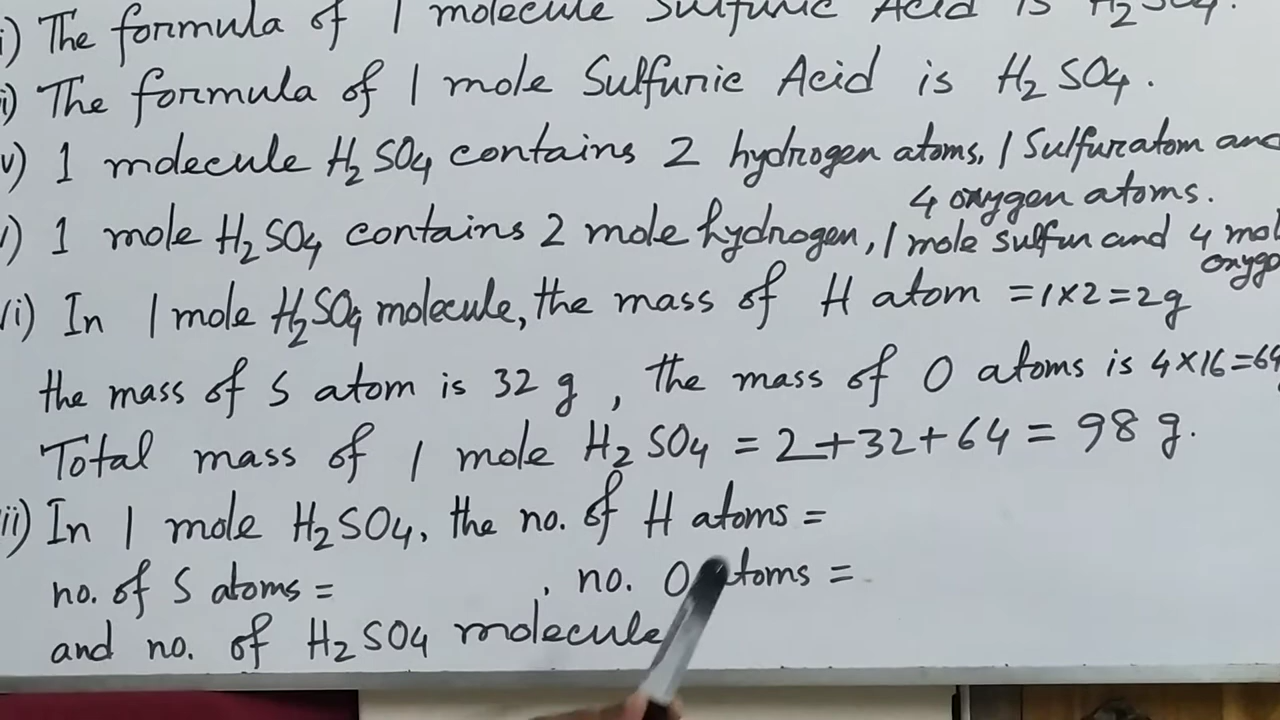 i) The formula of 1 molecule Sulfuric Acid is H₂SO₄.
i) The formula of 1 mole Sulfuric Acid is H₂SO₄.
v) 1 molecule H₂SO₄ contains 2 hydrogen atoms, 1 Sulfur atom and
4 oxygen atoms.
) 1 mole H₂SO₄ contains 2 mole hydrogen, 1 mole sulfur and 4 mol
oxyge
i) In 1 mole H₂SO₄ molecule, the mass of H atom = 1×2=2g
the mass of S atom is 32 g, the mass of O atoms is 4×16=64
Total mass of 1 mole H₂SO₄ = 2+32+64 = 98 g.
ii) In 1 mole H₂SO₄, the no. of H atoms =
no. of S atoms = , no. O atoms =
and no. of H₂SO₄ molecule